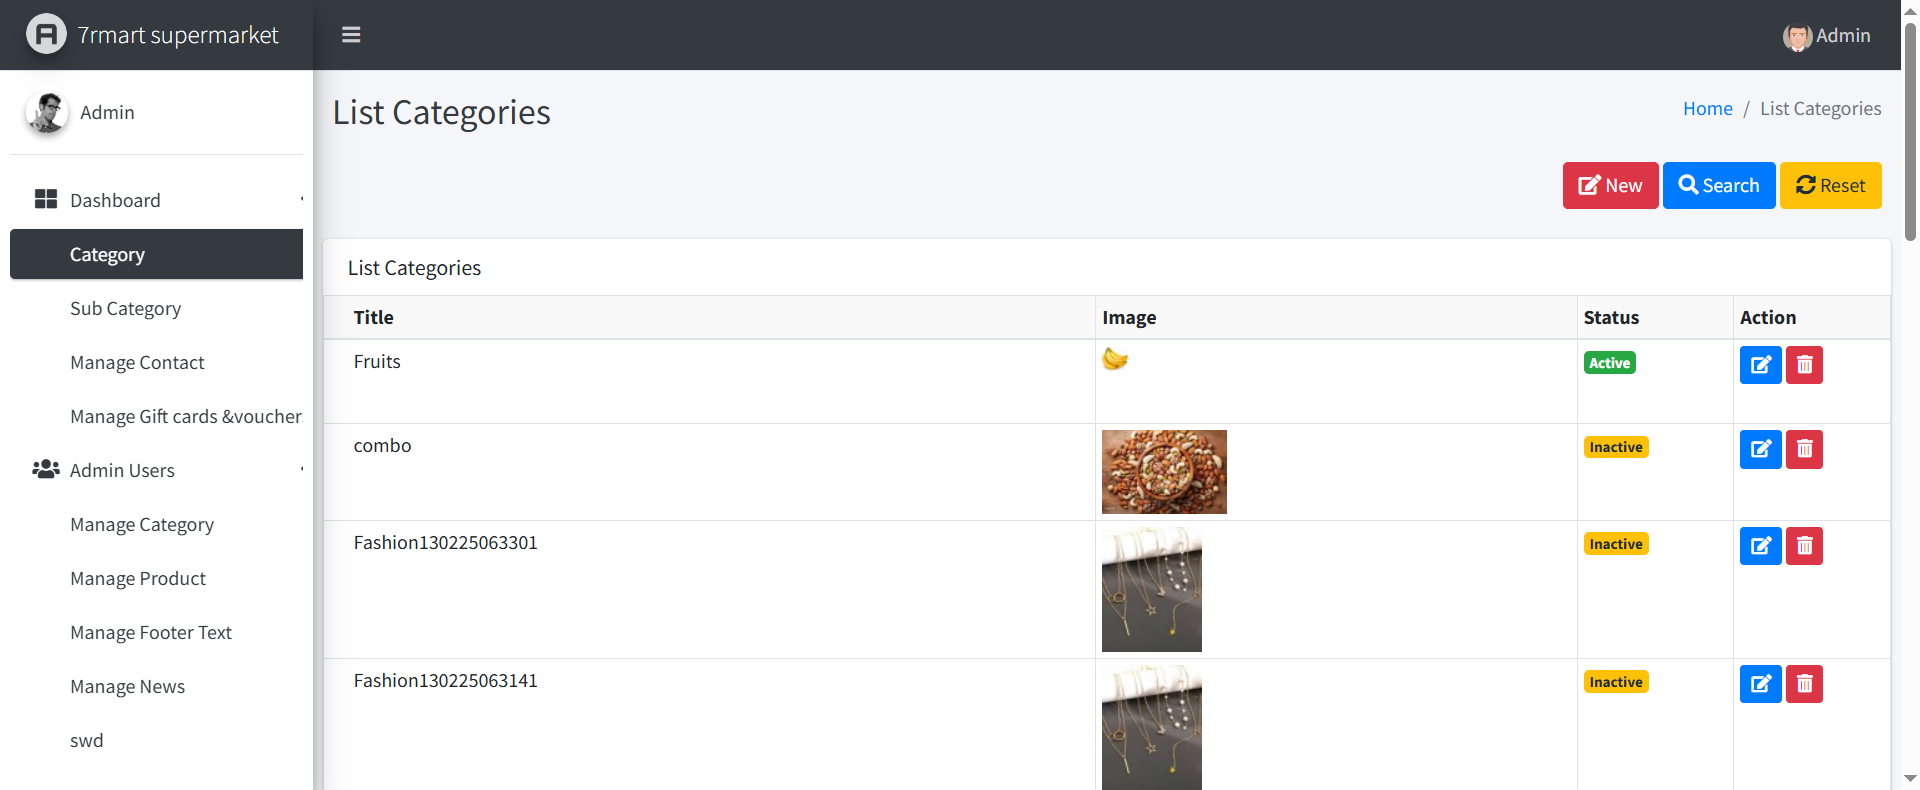 7rmart supermarket
Admin
Admin
List Categories
Home / List Categories
Dashboard
New
Search
Reset
Category
List Categories
Sub Category
Title Image Status Action
Manage Contact
Fruits Active
Manage Gift cards &voucher
combo Inactive
Admin Users
Manage Category
Fashion130225063301 Inactive
Manage Product
Manage Footer Text
Manage News
Fashion130225063141 Inactive
swd